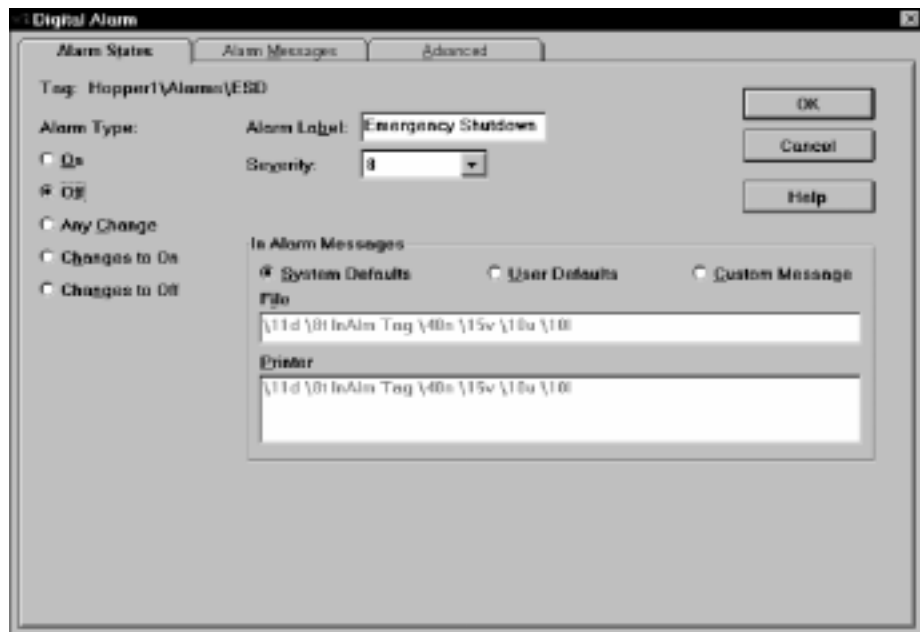 Digital Alarm
Alarm States Alarm Messages Advanced
Tag: Hopper1\Alarms\ESD
OK
Alarm Type: Alarm Label: Emergency Shutdown
Cancel
On Severity: 8
Off Help
Any Change
In Alarm Messages
Changes to On System Defaults User Defaults Custom Message
Changes to Off File
\11d \8t InAlm Tag \40n \15v \10u \10l
Printer
\11d \8t InAlm Tag \40n \15v \10u \10l